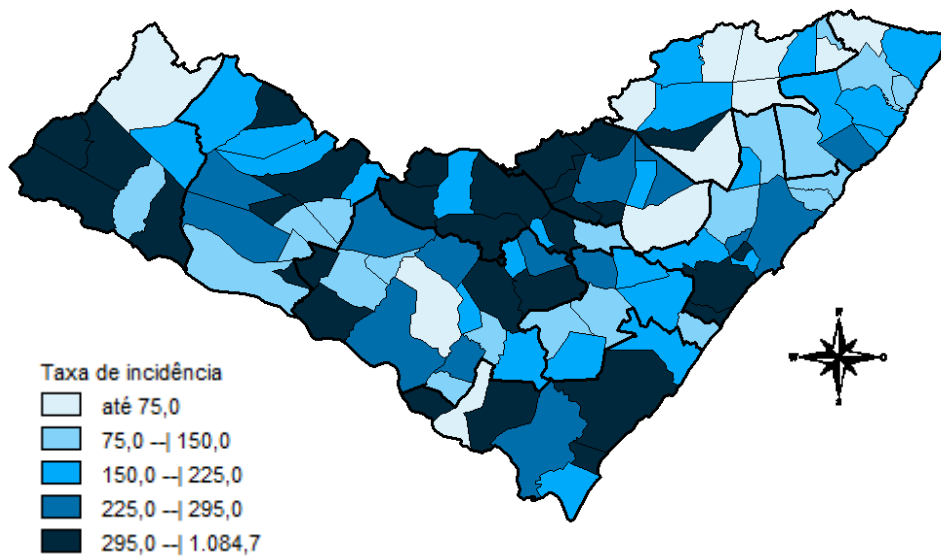 N
W
O
S
Taxa de incidência
até 75,0
75,0 --| 150,0
150,0 --| 225,0
225,0 --| 295,0
295,0 --| 1.084,7